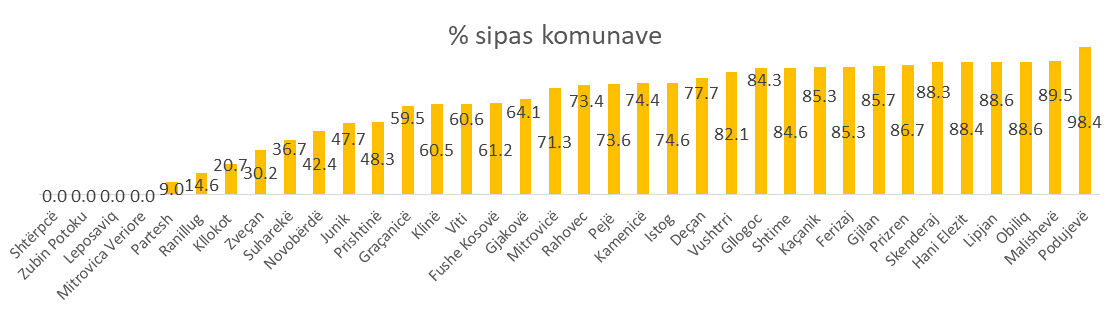 % sipas komunave
0.0
0.0
0.0
0.0
9.0
14.6
20.7
30.2
36.7
42.4
47.7
48.3
59.5
60.5
60.6
61.2
64.1
71.3
73.4
73.6
74.4
74.6
77.7
82.1
84.3
84.6
85.3
85.3
85.7
86.7
88.3
88.4
88.6
88.6
89.5
98.4
Shtërpcë
Zubin Potoku
Leposaviq
Mitrovica Veriore
Partesh
Ranillug
Kllokot
Zveçan
Suharekë
Novobërdë
Junik
Prishtinë
Graçanicë
Klinë
Viti
Fushe Kosovë
Gjakovë
Mitrovicë
Rahovec
Pejë
Kamenicë
Istog
Deçan
Vushtrri
Gllogoc
Shtime
Kaçanik
Ferizaj
Gjilan
Prizren
Skenderaj
Hani Elezit
Lipjan
Obiliq
Malishevë
Podujevë